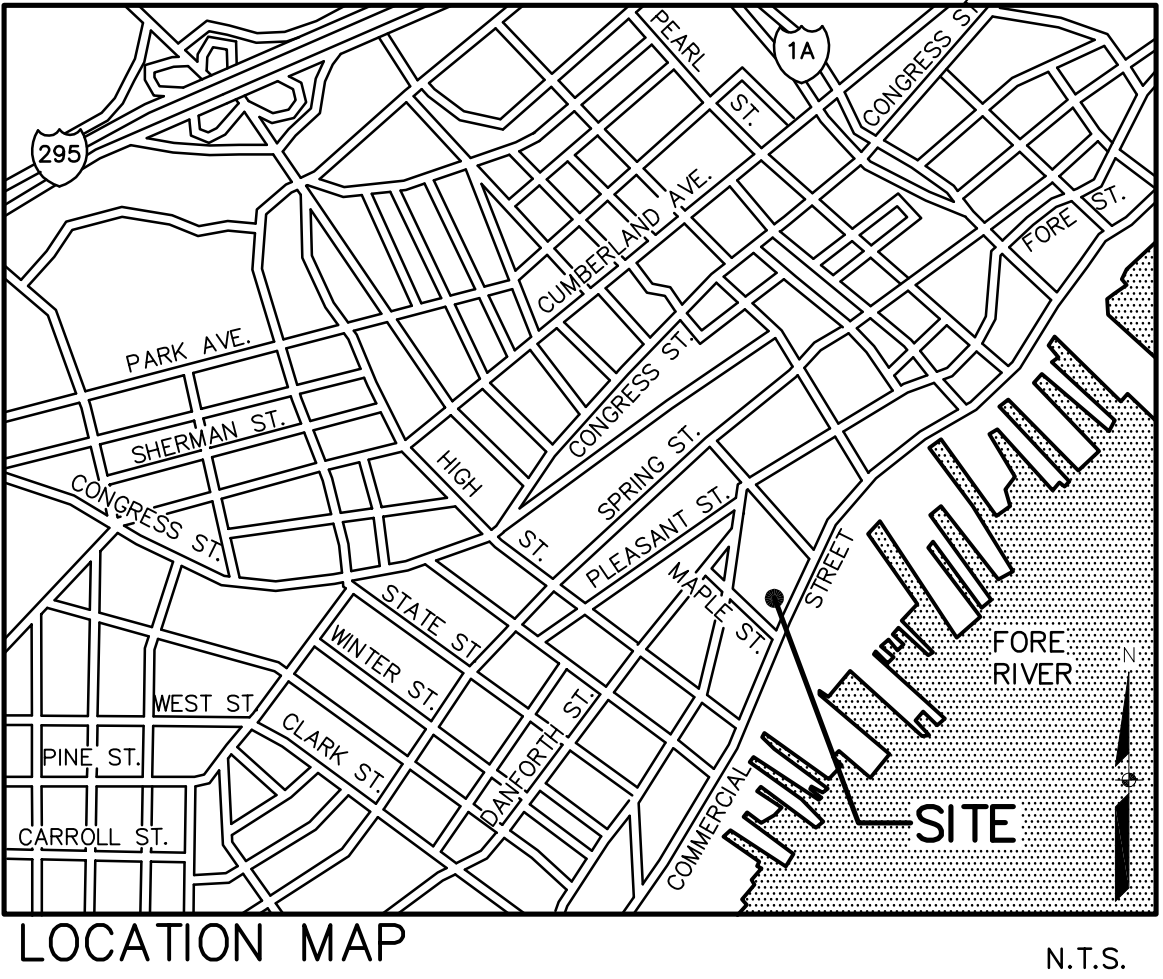 PEARL
ST.
1A
CONGRESS ST.
295
CUMBERLAND AVE.
FORE ST.
PARK AVE.
SHERMAN ST.
CONGRESS ST.
HIGH
ST.
CONGRESS ST.
SPRING ST.
PLEASANT ST.
MAPLE ST.
STREET
COMMERCIAL
STATE ST.
WINTER ST.
WEST ST.
PINE ST.
CLARK ST.
DANFORTH ST.
CARROLL ST.
FORE
RIVER
N
SITE
LOCATION MAP
N.T.S.